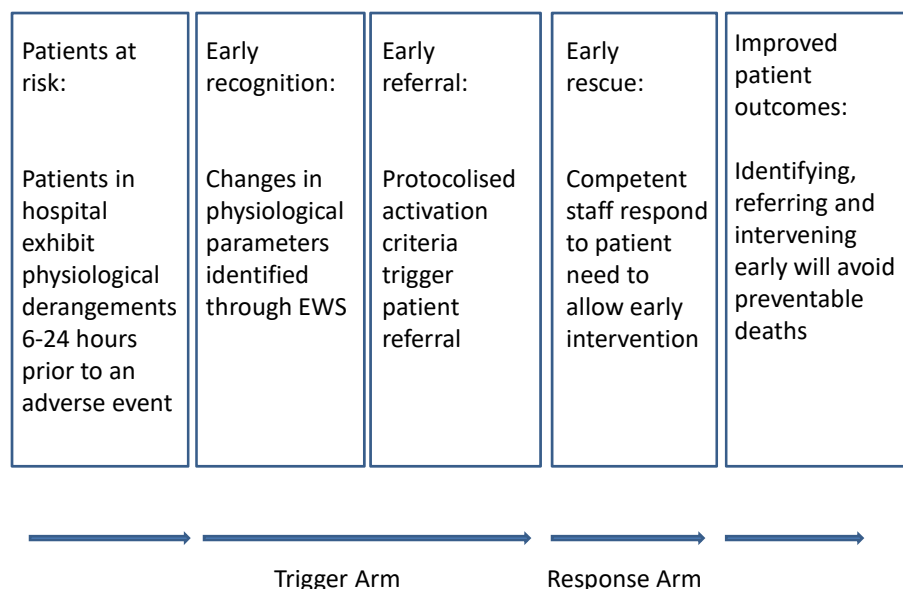 Patients at
risk:
Patients in
hospital
exhibit
physiological
derangements
6-24 hours
prior to an
adverse event
Early
recognition:
Changes in
physiological
parameters
identified
through EWS
Early
referral:
Protocolised
activation
criteria
trigger
patient
referral
Early
rescue:
Competent
staff respond
to patient
need to
allow early
intervention
Improved
patient
outcomes:
Identifying,
referring and
intervening
early will avoid
preventable
deaths
Trigger Arm
Response Arm